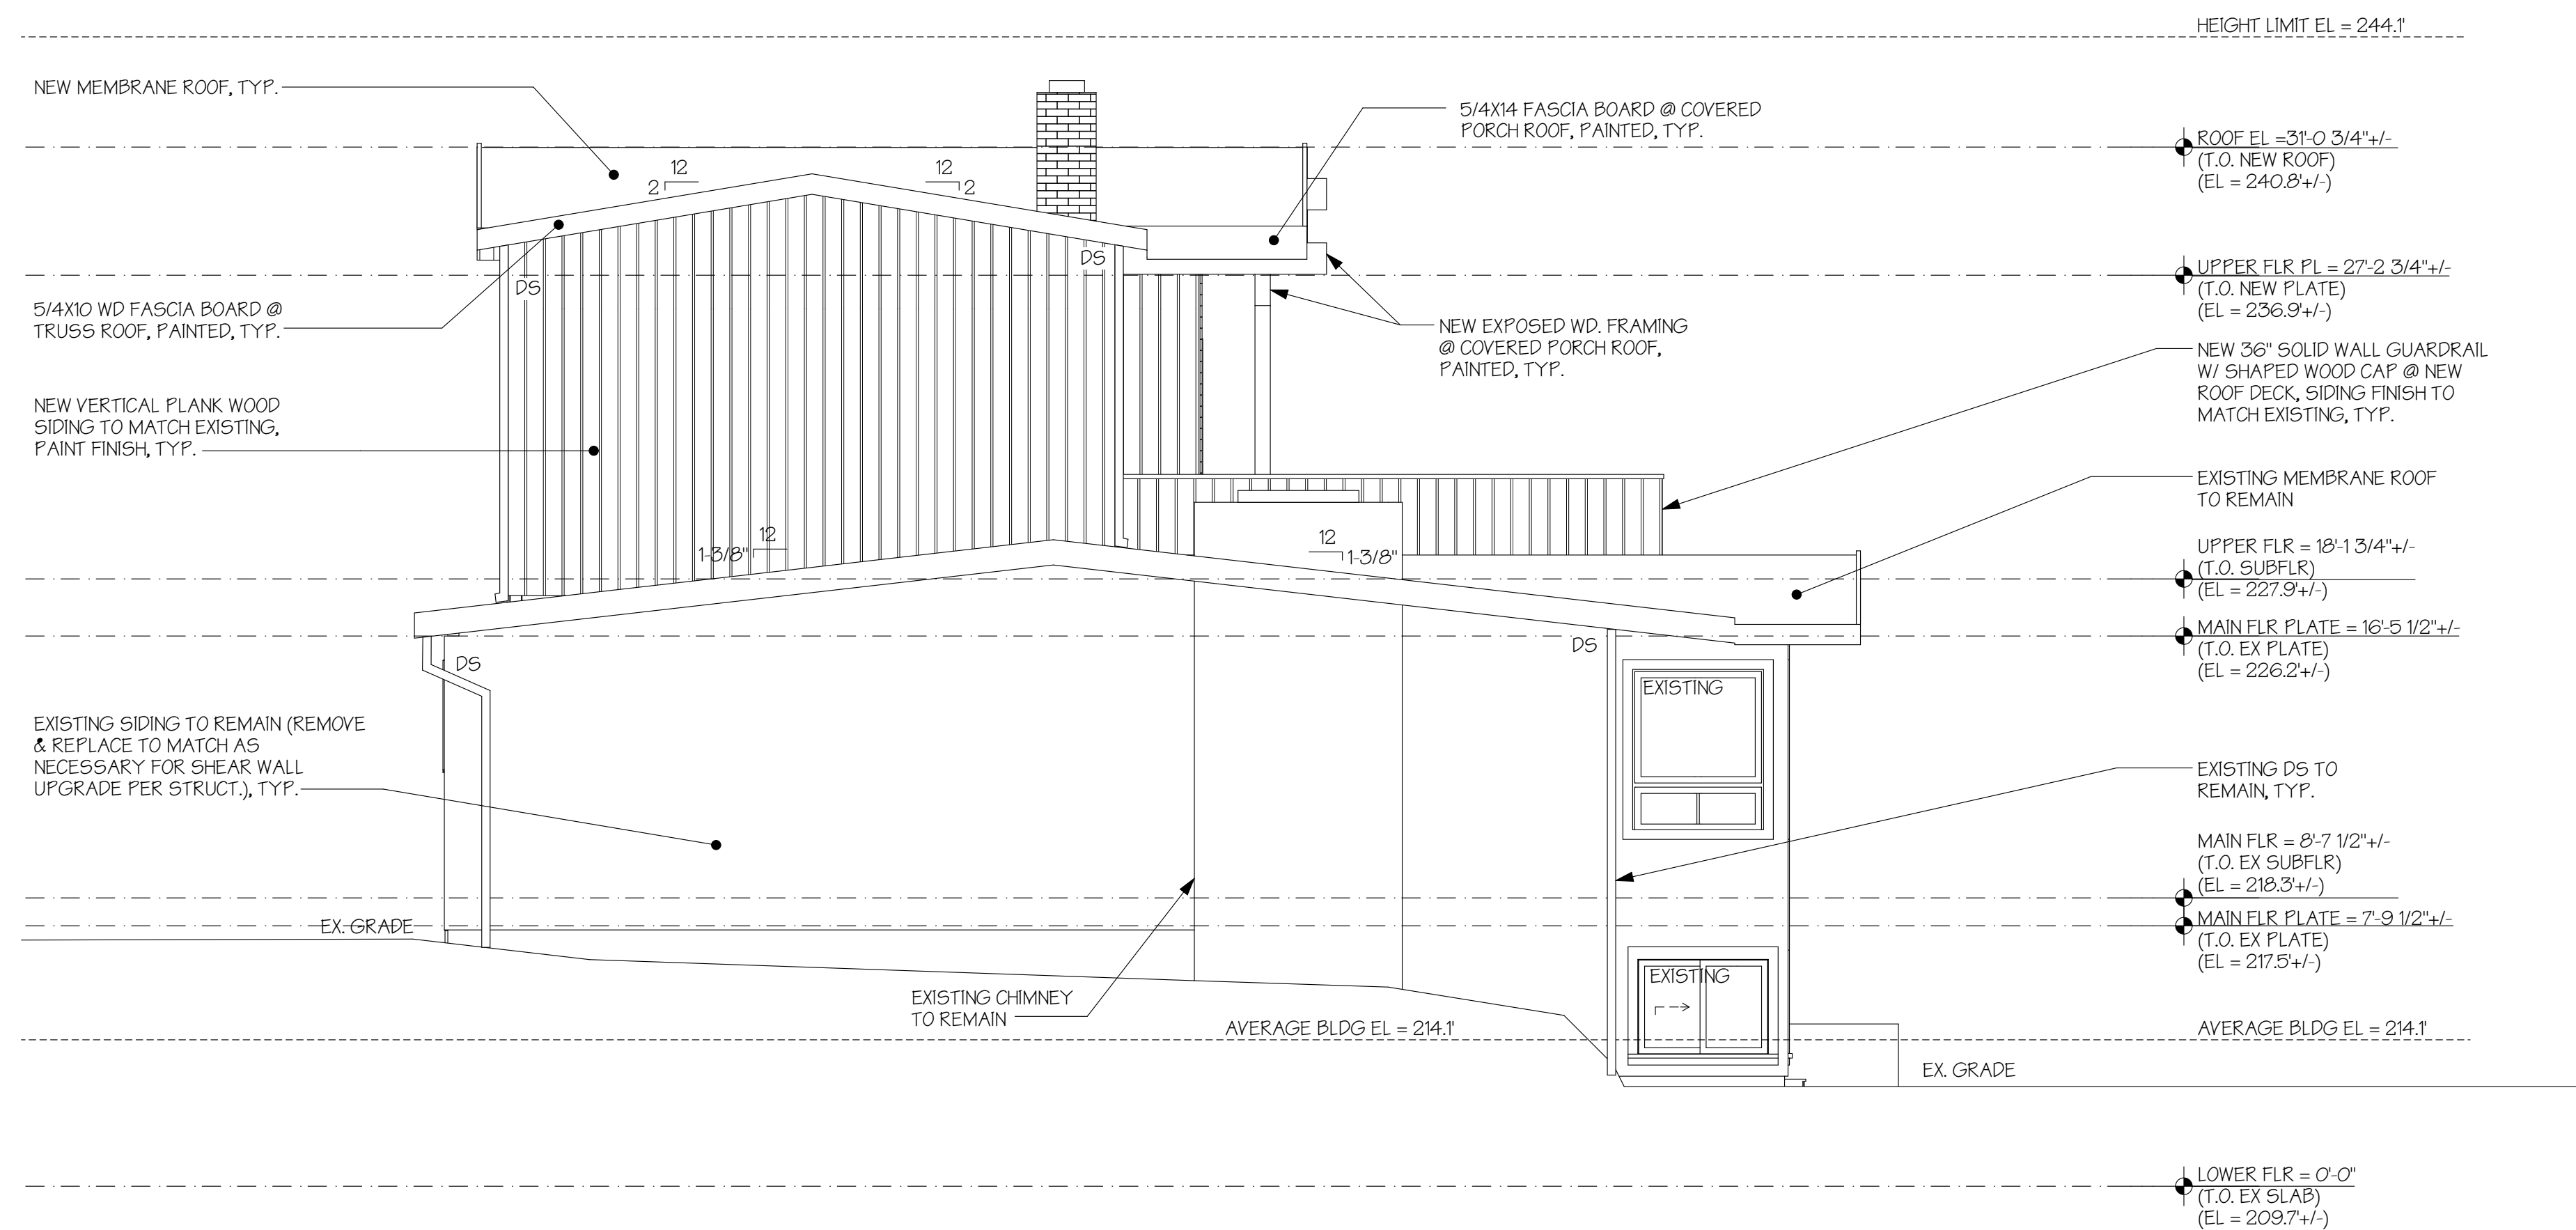 HEIGHT LIMIT EL = 244.1'
NEW MEMBRANE ROOF, TYP.
5/4X14 FASCIA BOARD @ COVERED
PORCH ROOF, PAINTED, TYP.
ROOF EL =31'-0 3/4"+/-
(T.O. NEW ROOF)
(EL = 240.8'+/-)
12
2
12
2
DS
DS
UPPER FLR PL = 27'-2 3/4"+/-
(T.O. NEW PLATE)
(EL = 236.9'+/-)
5/4X10 WD FASCIA BOARD @
TRUSS ROOF, PAINTED, TYP.
NEW EXPOSED WD. FRAMING
@ COVERED PORCH ROOF,
PAINTED, TYP.
NEW 36" SOLID WALL GUARDRAIL
W/ SHAPED WOOD CAP @ NEW
ROOF DECK, SIDING FINISH TO
MATCH EXISTING, TYP.
NEW VERTICAL PLANK WOOD
SIDING TO MATCH EXISTING,
PAINT FINISH, TYP.
EXISTING MEMBRANE ROOF
TO REMAIN
12
1-3/8"
12
1-3/8"
UPPER FLR = 18'-1 3/4"+/-
(T.O. SUBFLR)
(EL = 227.9'+/-)
MAIN FLR PLATE = 16'-5 1/2"+/-
(T.O. EX PLATE)
(EL = 226.2'+/-)
DS
DS
EXISTING
EXISTING SIDING TO REMAIN (REMOVE
& REPLACE TO MATCH AS
NECESSARY FOR SHEAR WALL
UPGRADE PER STRUCT.), TYP.
EXISTING DS TO
REMAIN, TYP.
MAIN FLR = 8'-7 1/2"+/-
(T.O. EX SUBFLR)
(EL = 218.3'+/-)
EX. GRADE
MAIN FLR PLATE = 7'-9 1/2"+/-
(T.O. EX PLATE)
(EL = 217.5'+/-)
EXISTING
EXISTING CHIMNEY
TO REMAIN
AVERAGE BLDG EL = 214.1'
AVERAGE BLDG EL = 214.1'
EX. GRADE
LOWER FLR = 0'-0"
(T.O. EX SLAB)
(EL = 209.7'+/-)